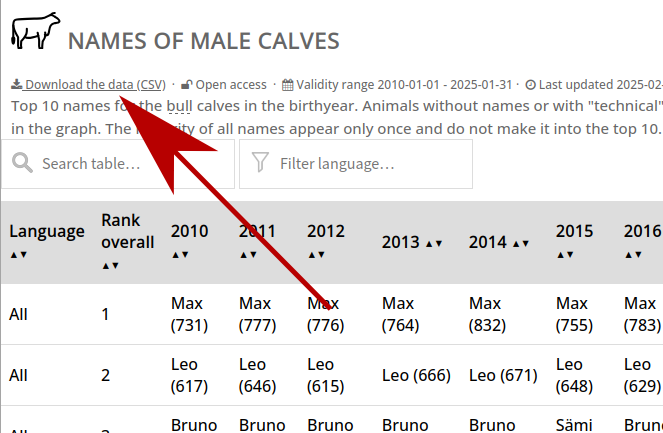 NAMES OF MALE CALVES
Download the data (CSV) · Open access · Validity range 2010-01-01 - 2025-01-31 · Last updated 2025-02-
Top 10 names for the bull calves in the birthyear. Animals without names or with "technical"
in the graph. The of all names appear only once and do not make it into the top 10.
Search table… Filter language…
Language Rank overall 2010 2011 2012 2013 ▲▼ 2014 ▲▼ 2015 2016
▲▼ ▲▼ ▲▼ ▲▼ ▲▼ ▲▼ ▲▼
All 1 Max (731) Max (777) Max (776) Max (764) Max (832) Max (755) Max (783)
All 2 Leo (617) Leo (646) Leo (615) Leo (666) Leo (671) Leo (648) Leo (629)
Bruno Bruno Bruno Bruno Bruno Sämi